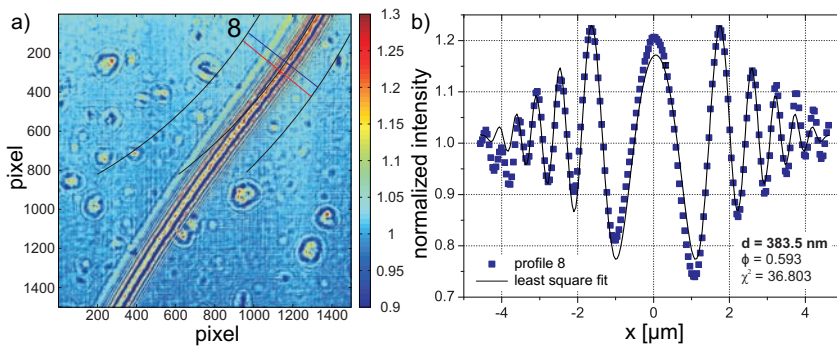 a)
8
0
200
400
600
800
1000
1200
1400
pixel
200 400 600 800 1000 1200 1400
pixel
1.3
1.25
1.2
1.15
1.1
1.05
1
0.95
0.9
b)
1.2
1.1
1.0
0.9
0.8
0.7
normalized intensity
-4 -2 0 2 4
x [µm]
profile 8
least square fit
d = 383.5 nm
ϕ = 0.593
χ² = 36.803